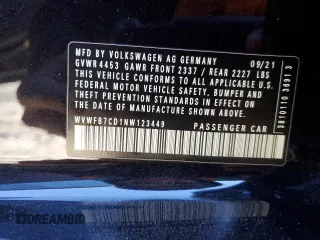 MFD BY VOLKSWAGEN AG GERMANY 09/21
GVWR 4453 GAWR FRONT 2337 / REAR 2227 LBS
THIS VEHICLE CONFORMS TO ALL APPLICABLE U.S.
FEDERAL MOTOR VEHICLE SAFETY, BUMPER AND
THEFT PREVENTION STANDARDS IN EFFECT ON THE
DATE OF MANUFACTURE SHOWN ABOVE.
WVWFB7CD1NW123449 PASSENGER CAR
3810110 36913
DREAMBID